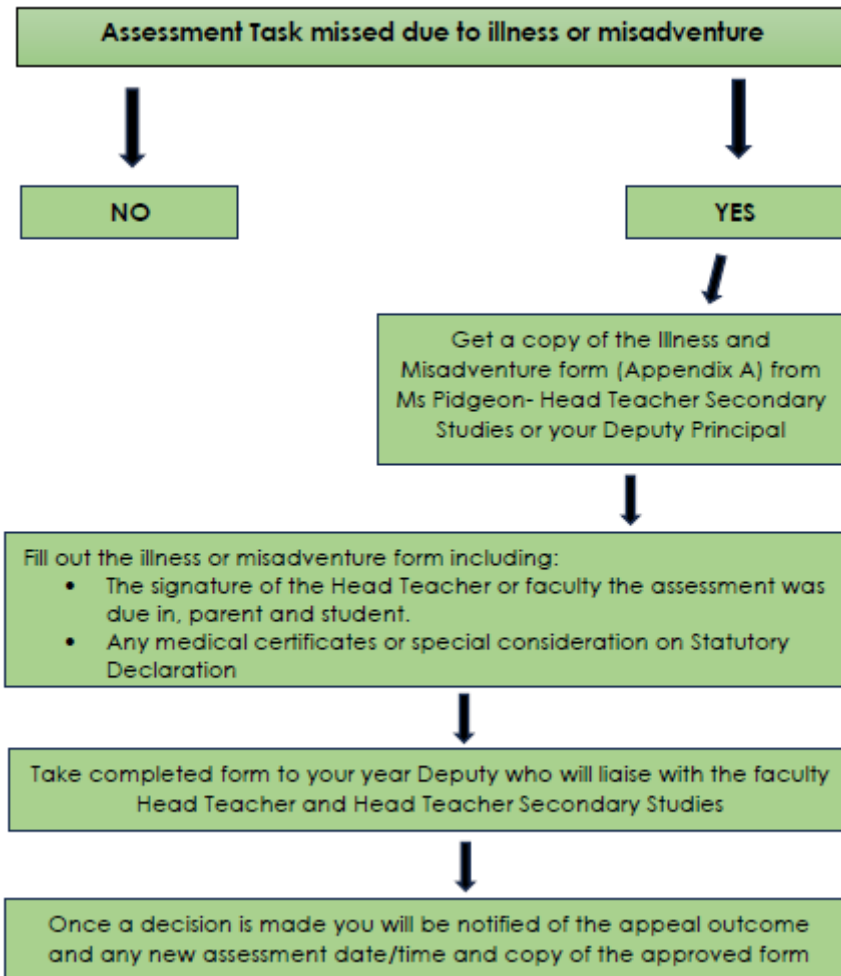 Assessment Task missed due to illness or misadventure
NO
YES
Get a copy of the Illness and
Misadventure form (Appendix A) from
Ms Pidgeon- Head Teacher Secondary
Studies or your Deputy Principal
Fill out the illness or misadventure form including:
• The signature of the Head Teacher or faculty the assessment was
due in, parent and student.
• Any medical certificates or special consideration on Statutory
Declaration
Take completed form to your year Deputy who will liaise with the faculty
Head Teacher and Head Teacher Secondary Studies
Once a decision is made you will be notified of the appeal outcome
and any new assessment date/time and copy of the approved form